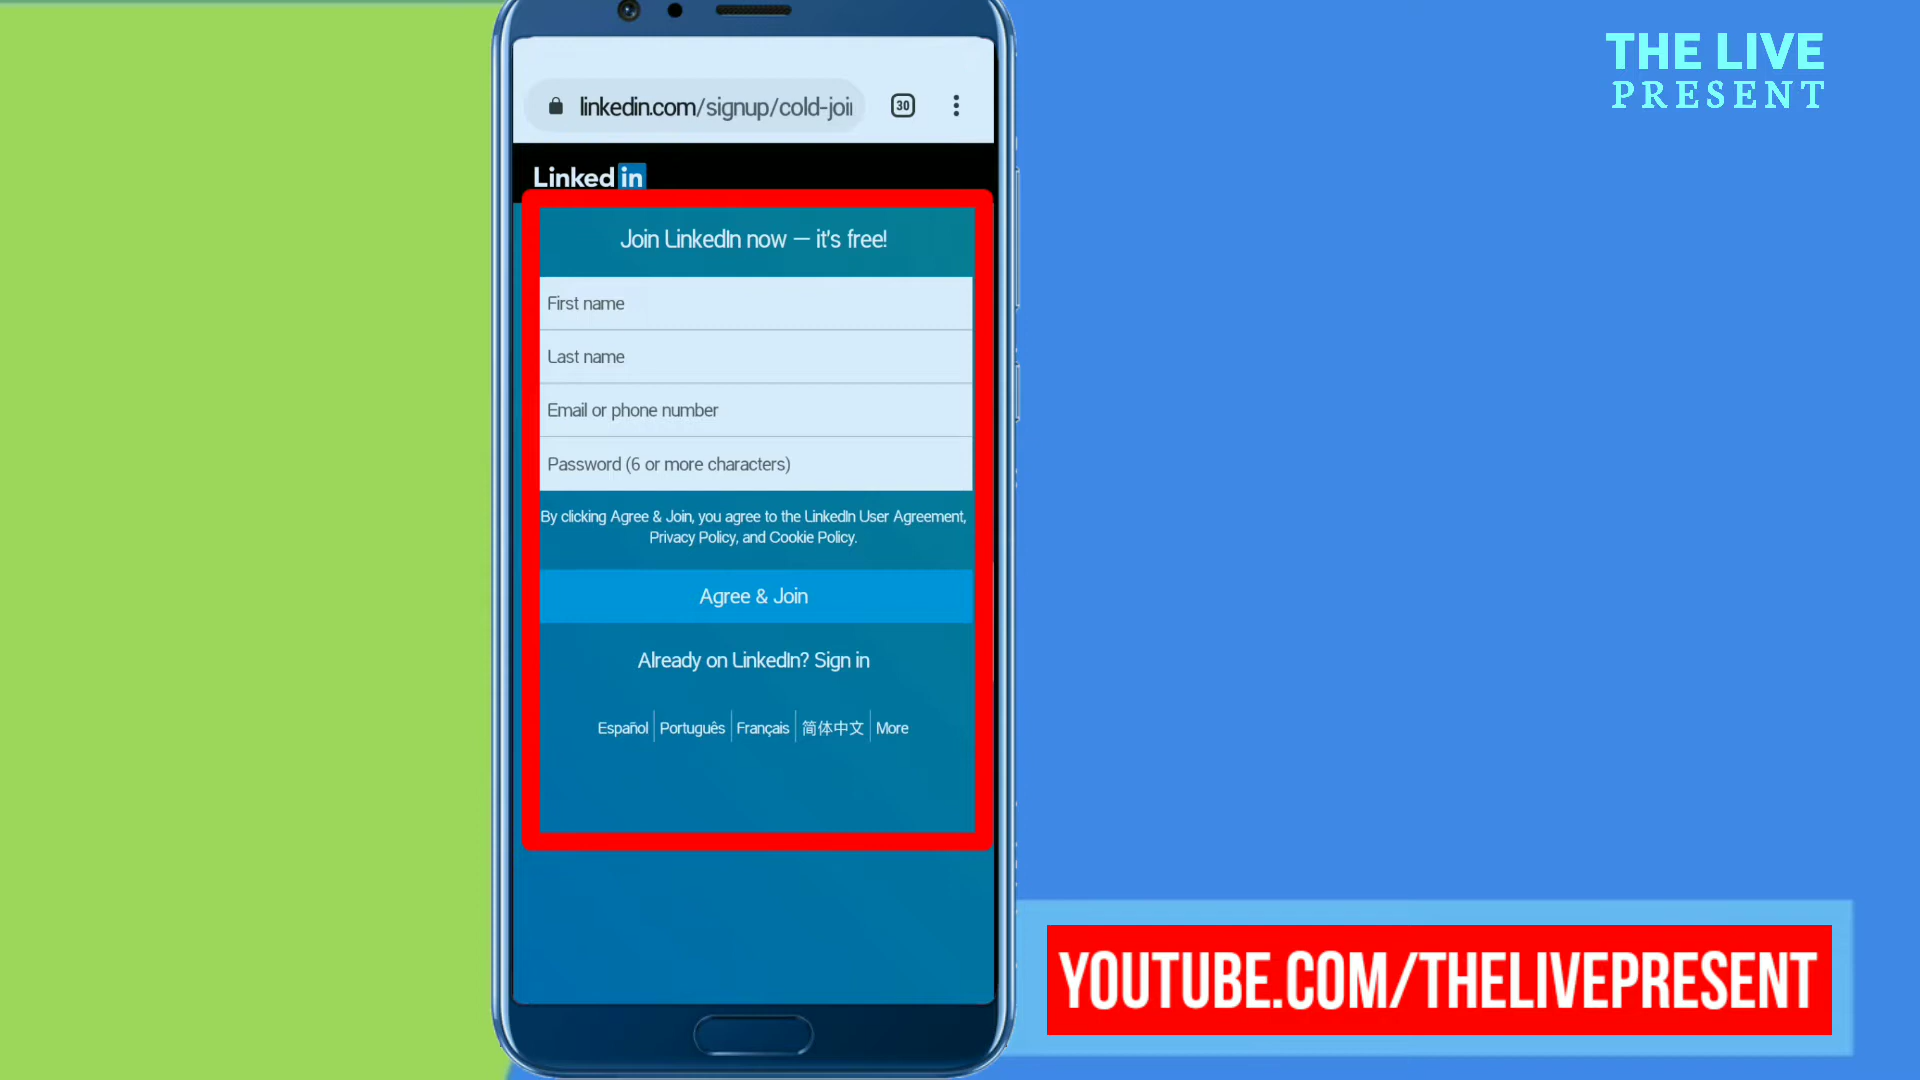 THE LIVE
PRESENT
linkedin.com/signup/cold-joi
30
Linked in
Join LinkedIn now — it's free!
First name
Last name
Email or phone number
Password (6 or more characters)
By clicking Agree & Join, you agree to the LinkedIn User Agreement,
Privacy Policy, and Cookie Policy.
Agree & Join
Already on LinkedIn? Sign in
Español Português Français 简体中文 More
YOUTUBE.COM/THELIVEPRESENT